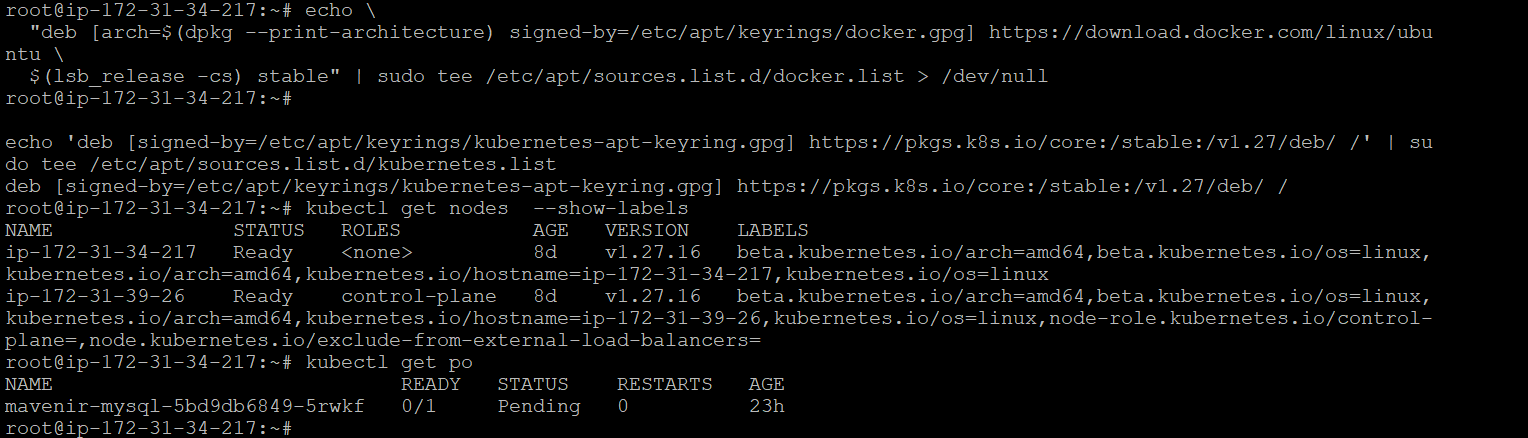 root@ip-172-31-34-217:~# echo \
  "deb [arch=$(dpkg --print-architecture) signed-by=/etc/apt/keyrings/docker.gpg] https://download.docker.com/linux/ubu
ntu \
  $(lsb_release -cs) stable" | sudo tee /etc/apt/sources.list.d/docker.list > /dev/null
root@ip-172-31-34-217:~#
echo 'deb [signed-by=/etc/apt/keyrings/kubernetes-apt-keyring.gpg] https://pkgs.k8s.io/core:/stable:/v1.27/deb/ /' | su
do tee /etc/apt/sources.list.d/kubernetes.list
deb [signed-by=/etc/apt/keyrings/kubernetes-apt-keyring.gpg] https://pkgs.k8s.io/core:/stable:/v1.27/deb/ /
root@ip-172-31-34-217:~# kubectl get nodes  --show-labels
NAME               STATUS   ROLES           AGE   VERSION    LABELS
ip-172-31-34-217   Ready    <none>          8d    v1.27.16   beta.kubernetes.io/arch=amd64,beta.kubernetes.io/os=linux,
kubernetes.io/arch=amd64,kubernetes.io/hostname=ip-172-31-34-217,kubernetes.io/os=linux
ip-172-31-39-26    Ready    control-plane   8d    v1.27.16   beta.kubernetes.io/arch=amd64,beta.kubernetes.io/os=linux,
kubernetes.io/arch=amd64,kubernetes.io/hostname=ip-172-31-39-26,kubernetes.io/os=linux,node-role.kubernetes.io/control-
plane=,node.kubernetes.io/exclude-from-external-load-balancers=
root@ip-172-31-34-217:~# kubectl get po
NAME                             READY   STATUS    RESTARTS   AGE
mavenir-mysql-5bd9db6849-5rwkf   0/1     Pending   0          23h
root@ip-172-31-34-217:~#